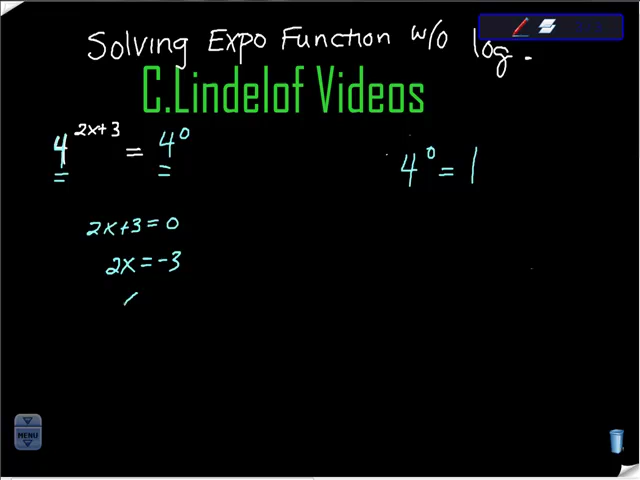 Solving Expo Function w/o log.
C.Lindelof Videos
4^{2x+3} = 4^0
4^0 = 1
2x+3=0
2x=-3
MENU